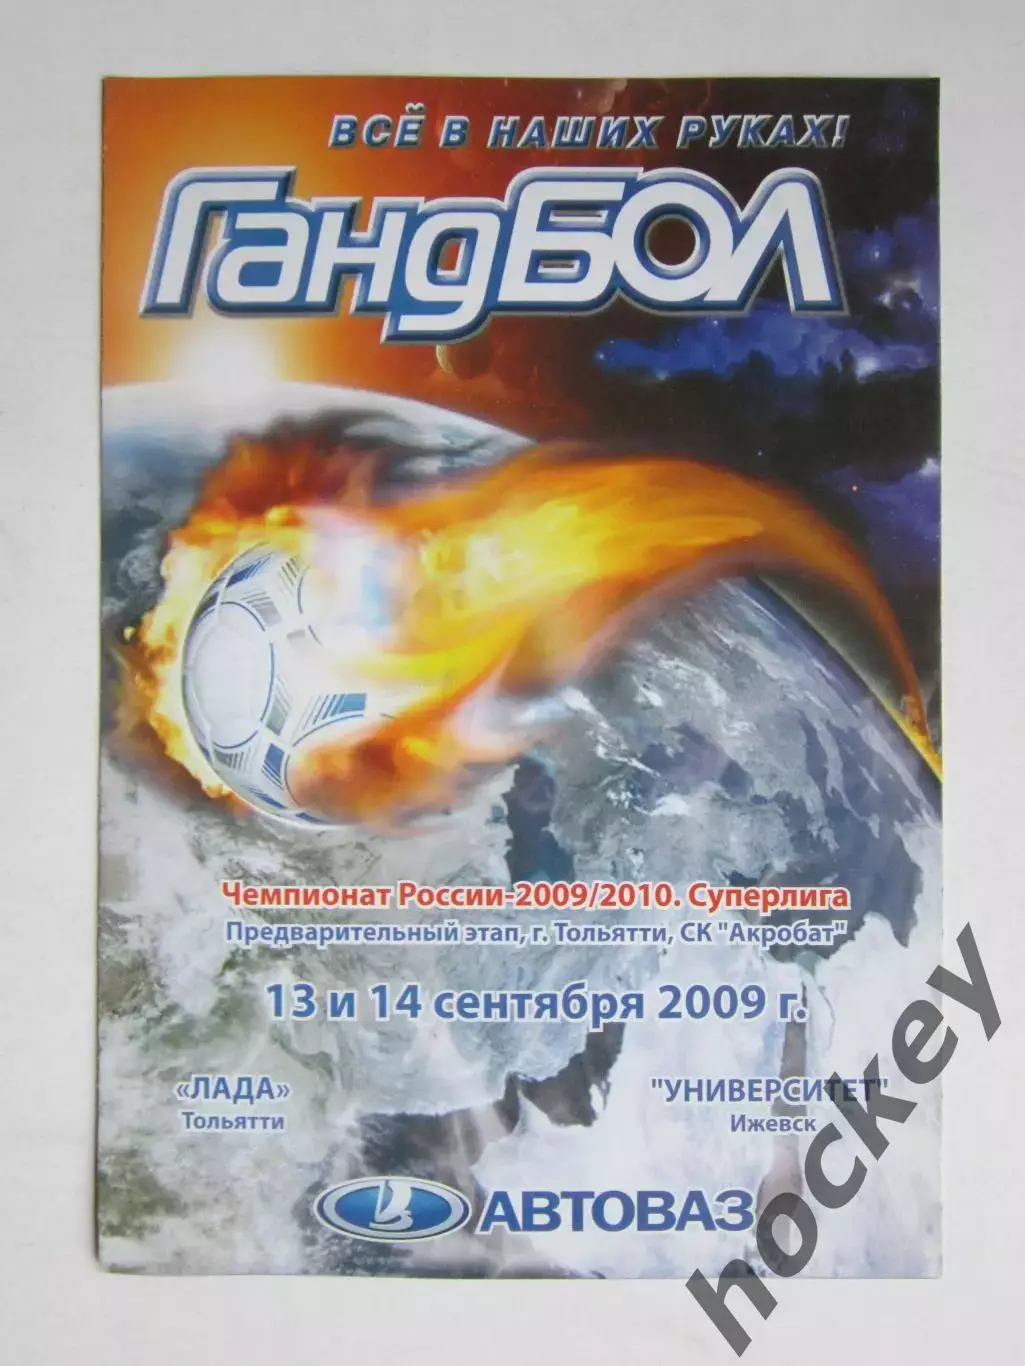 ВСЁ В НАШИХ РУКАХ!
ГандБОЛ
Чемпионат России-2009/2010. Суперлига
Предварительный этап, г. Тольятти, СК "Акробат"
13 и 14 сентября 2009 г.
«ЛАДА»
Тольятти
"УНИВЕРСИТЕТ"
Ижевск
АВТОВАЗ
hockey